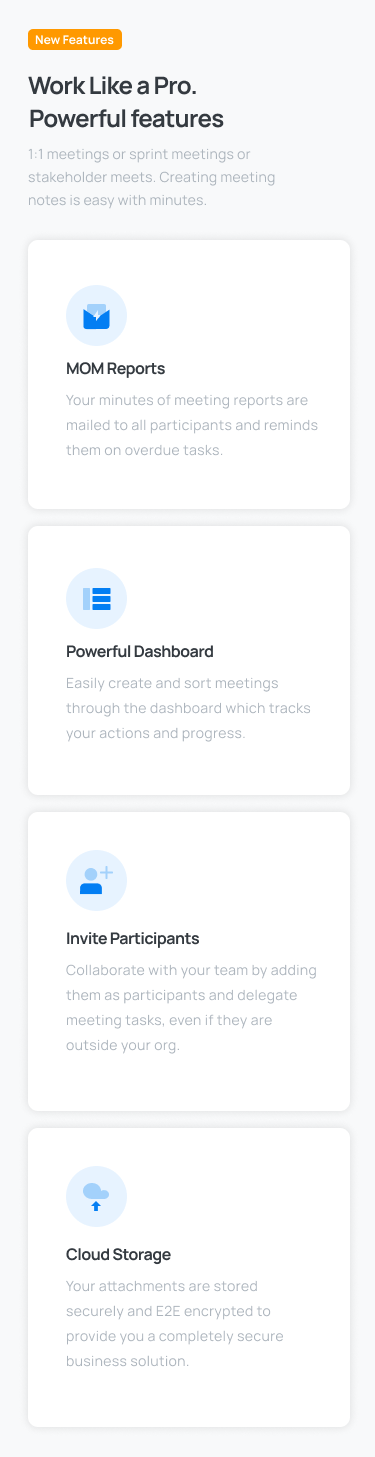 New Features
Work Like a Pro.
Powerful features
1:1 meetings or sprint meetings or
stakeholder meets. Creating meeting
notes is easy with minutes.
MOM Reports
Your minutes of meeting reports are
mailed to all participants and reminds
them on overdue tasks.
Powerful Dashboard
Easily create and sort meetings
through the dashboard which tracks
your actions and progress.
Invite Participants
Collaborate with your team by adding
them as participants and delegate
meeting tasks, even if they are
outside your org.
Cloud Storage
Your attachments are stored
securely and E2E encrypted to
provide you a completely secure
business solution.